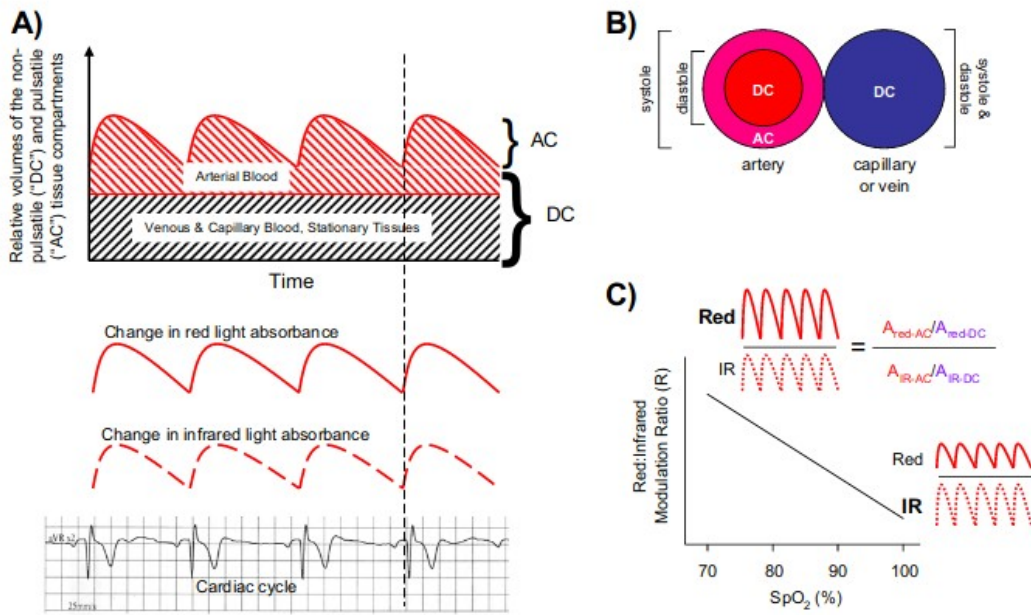 A)
Relative volumes of the non-
pulsatile ("DC") and pulsatile
("AC") tissue compartments
AC
Arterial Blood
DC
Venous & Capillary Blood, Stationary Tissues
Time
Change in red light absorbance
Change in infrared light absorbance
aVR x2
Cardiac cycle
25mm/s
B)
systole
diastole
DC
AC
DC
systole &
diastole
artery
capillary
or vein
C)
Red
IR
=
A_red-AC/A_red-DC
A_IR-AC/A_IR-DC
Red:Infrared
Modulation Ratio (R)
Red
IR
70 80 90 100
SpO₂ (%)